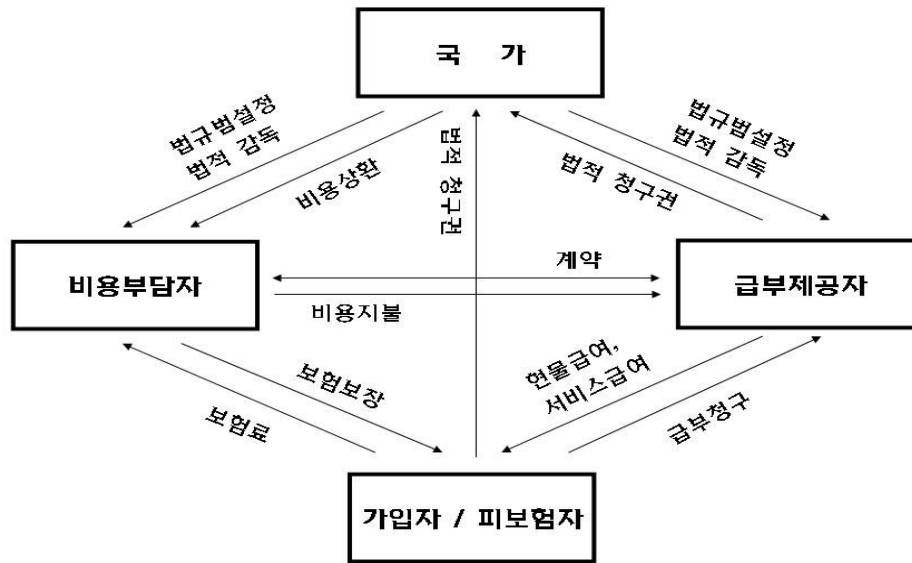 국 가
법규범설정
법적 감독
비용상환
법적 청구권
법적 청구권
법규범설정
법적 감독
비용부담자
계약
비용지불
급부제공자
보험보장
보험료
현물급여,
서비스급여
급부청구
가입자 / 피보험자